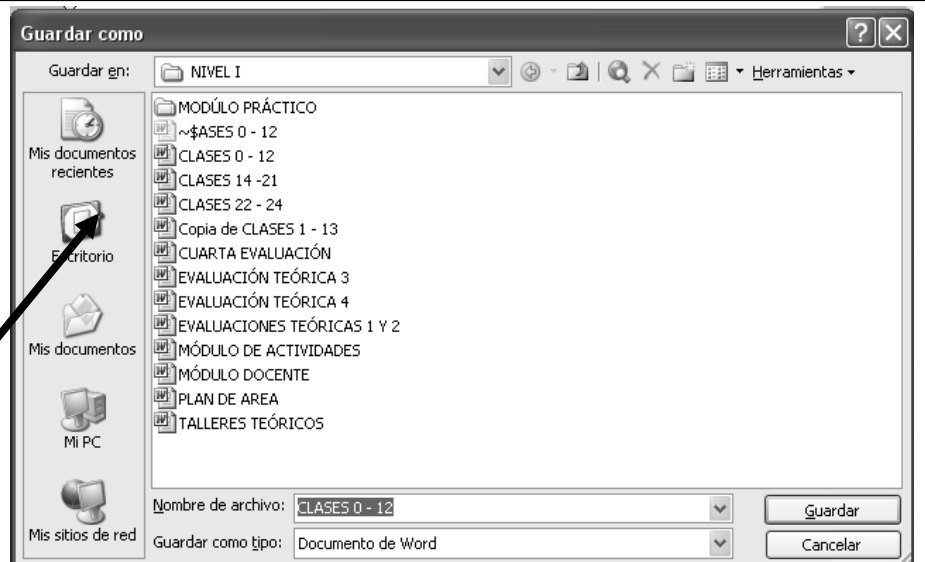 Guardar como
Guardar en: NIVEL I Herramientas
Mis documentos recientes
Escritorio
Mis documentos
Mi PC
Mis sitios de red
MODÚLO PRÁCTICO
~$ASES 0 - 12
CLASES 0 - 12
CLASES 14 -21
CLASES 22 - 24
Copia de CLASES 1 - 13
CUARTA EVALUACIÓN
EVALUACIÓN TEÓRICA 3
EVALUACIÓN TEÓRICA 4
EVALUACIONES TEÓRICAS 1 Y 2
MÓDULO DE ACTIVIDADES
MÓDULO DOCENTE
PLAN DE AREA
TALLERES TEÓRICOS
Nombre de archivo: CLASES 0 - 12 Guardar
Guardar como tipo: Documento de Word Cancelar